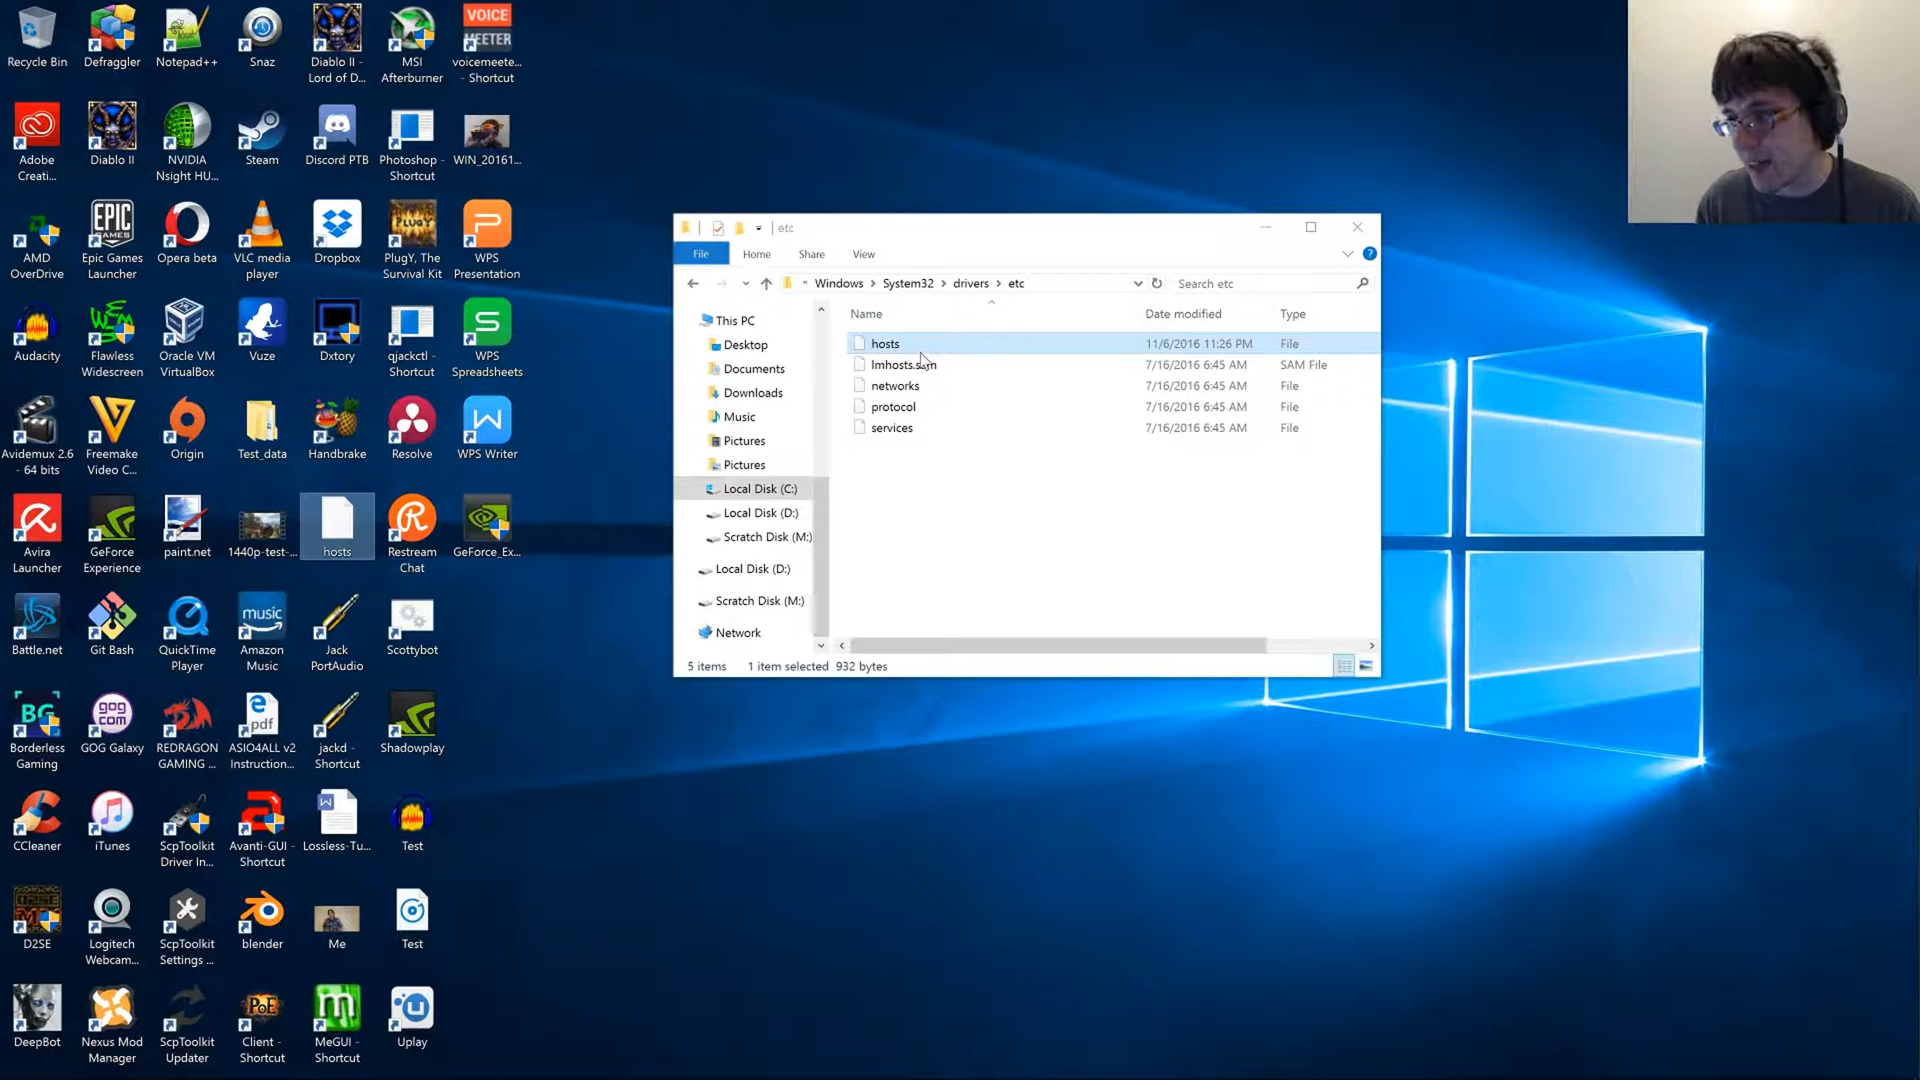 Recycle Bin
Defraggler
Notepad++
Snaz
Diablo II -
Lord of D...
MSI
Afterburner
VOICE
MEETER
voicemeete...
- Shortcut
Adobe
Creati...
Diablo II
NVIDIA
Nsight HU...
Steam
Discord PTB
Photoshop -
Shortcut
WIN_20161...
AMD
OverDrive
EPIC
GAMES
Epic Games
Launcher
Opera beta
VLC media
player
Dropbox
PLUGY
PlugY, The
Survival Kit
P
WPS
Presentation
Audacity
Flawless
Widescreen
Oracle VM
VirtualBox
Vuze
Dxtory
qjackctl -
Shortcut
S
WPS
Spreadsheets
Avidemux 2.6
- 64 bits
Freemake
Video C...
Origin
Test_data
Handbrake
Resolve
W
WPS Writer
Avira
Launcher
GeForce
Experience
paint.net
1440p-test-...
hosts
R
Restream
Chat
GeForce_Ex...
Battle.net
Git Bash
QuickTime
Player
music
Amazon
Music
Jack
PortAudio
Scottybot
BG
Borderless
Gaming
GOG
COM
GOG Galaxy
REDRAGON
GAMING ...
pdf
ASIO4ALL v2
Instruction...
jackd -
Shortcut
Shadowplay
CCleaner
iTunes
ScpToolkit
Driver In...
Avanti-GUI -
Shortcut
W
Lossless-Tu...
Test
D2SE
Logitech
Webcam...
ScpToolkit
Settings ...
blender
Me
Test
DeepBot
Nexus Mod
Manager
ScpToolkit
Updater
PoE
Client -
Shortcut
m
MeGUI -
Shortcut
Uplay
etc
File Home Share View
« Windows > System32 > drivers > etc
Search etc
Name Date modified Type
This PC
Desktop
Documents
Downloads
Music
Pictures
Pictures
Local Disk (C:)
Local Disk (D:)
Scratch Disk (M:)
Local Disk (D:)
Scratch Disk (M:)
Network
hosts 11/6/2016 11:26 PM File
lmhosts.sam 7/16/2016 6:45 AM SAM File
networks 7/16/2016 6:45 AM File
protocol 7/16/2016 6:45 AM File
services 7/16/2016 6:45 AM File
5 items 1 item selected 932 bytes